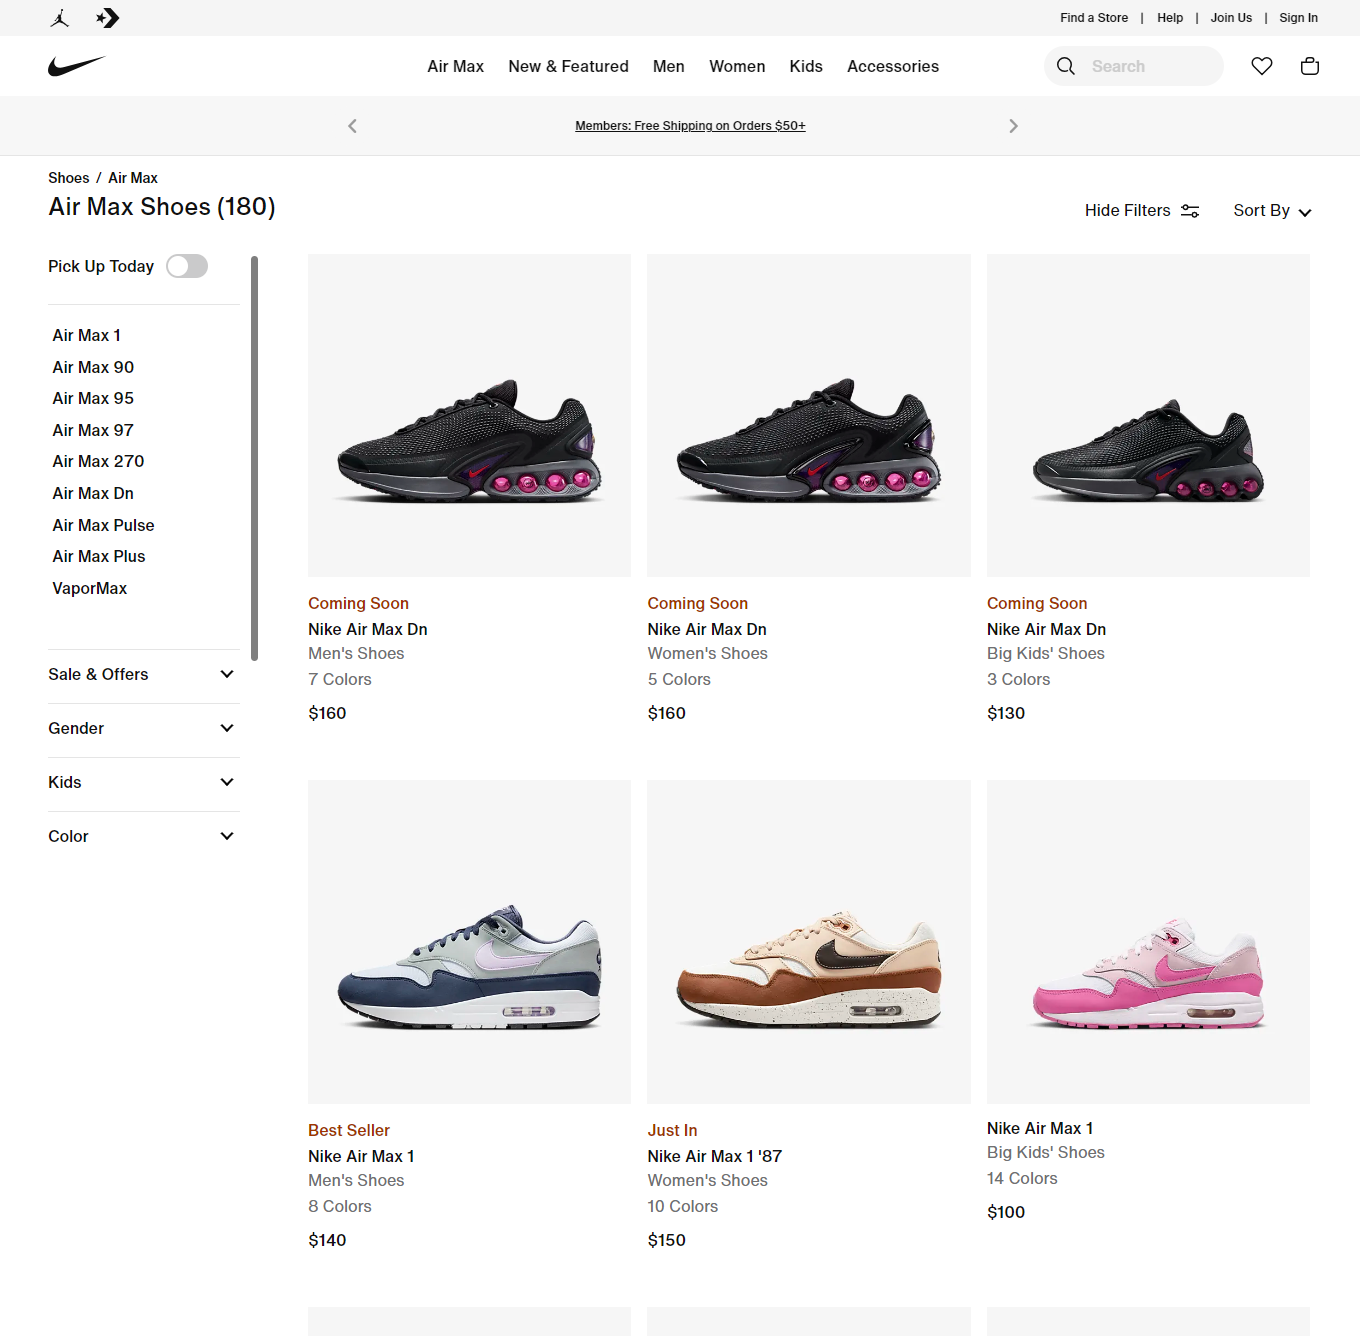 Find a Store | Help | Join Us | Sign In
Air Max New & Featured Men Women Kids Accessories Search
Members: Free Shipping on Orders $50+
Shoes / Air Max
Air Max Shoes (180)
Hide Filters Sort By
Pick Up Today
Air Max 1
Air Max 90
Air Max 95
Air Max 97
Air Max 270
Air Max Dn
Air Max Pulse
Air Max Plus
VaporMax
Sale & Offers
Gender
Kids
Color
Coming Soon
Nike Air Max Dn
Men's Shoes
7 Colors
$160
Coming Soon
Nike Air Max Dn
Women's Shoes
5 Colors
$160
Coming Soon
Nike Air Max Dn
Big Kids' Shoes
3 Colors
$130
Best Seller
Nike Air Max 1
Men's Shoes
8 Colors
$140
Just In
Nike Air Max 1 '87
Women's Shoes
10 Colors
$150
Nike Air Max 1
Big Kids' Shoes
14 Colors
$100